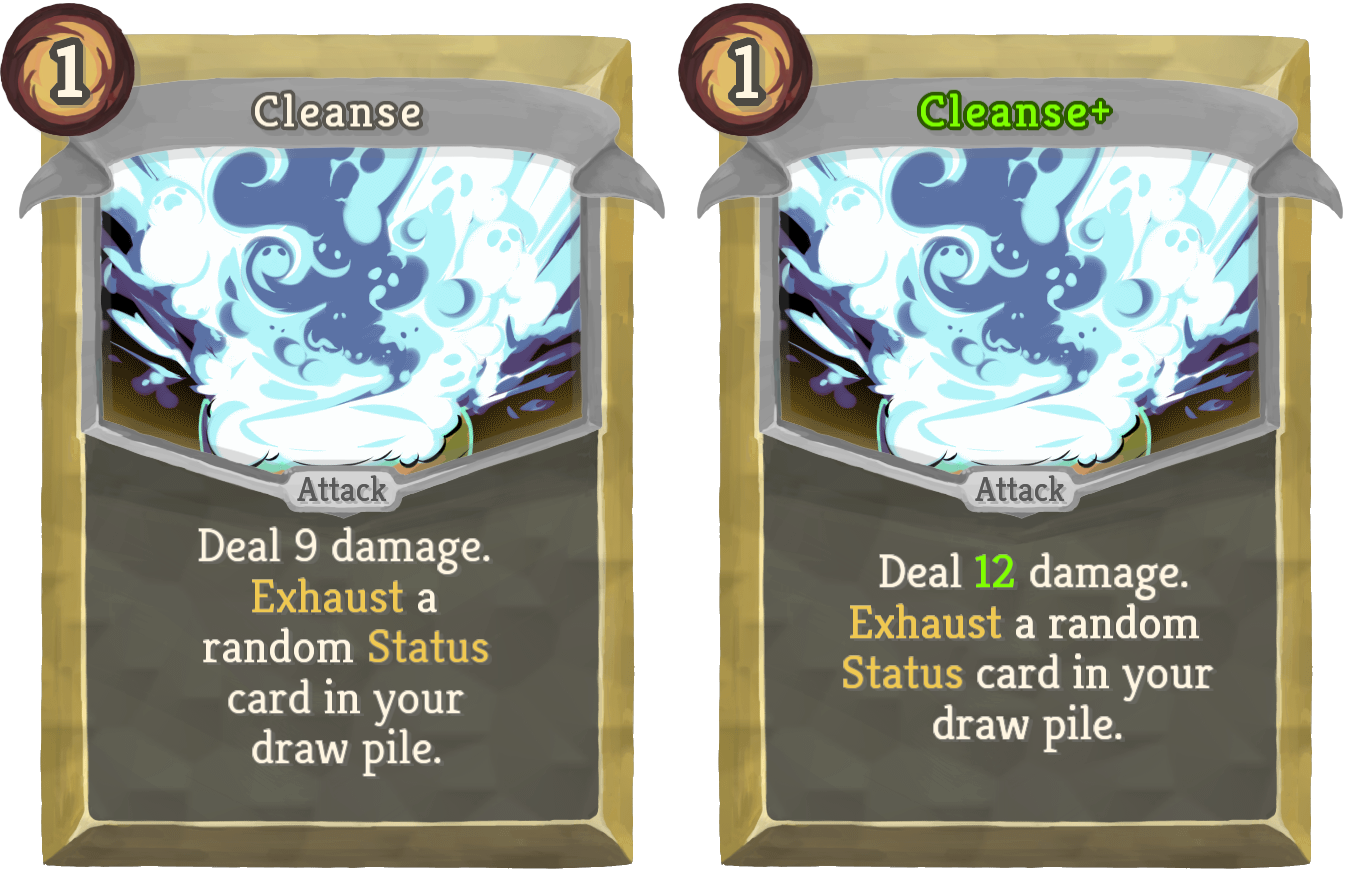 1
Cleanse
Attack
Deal 9 damage.
Exhaust a
random Status
card in your
draw pile.
1
Cleanse+
Attack
Deal 12 damage.
Exhaust a random
Status card in your
draw pile.